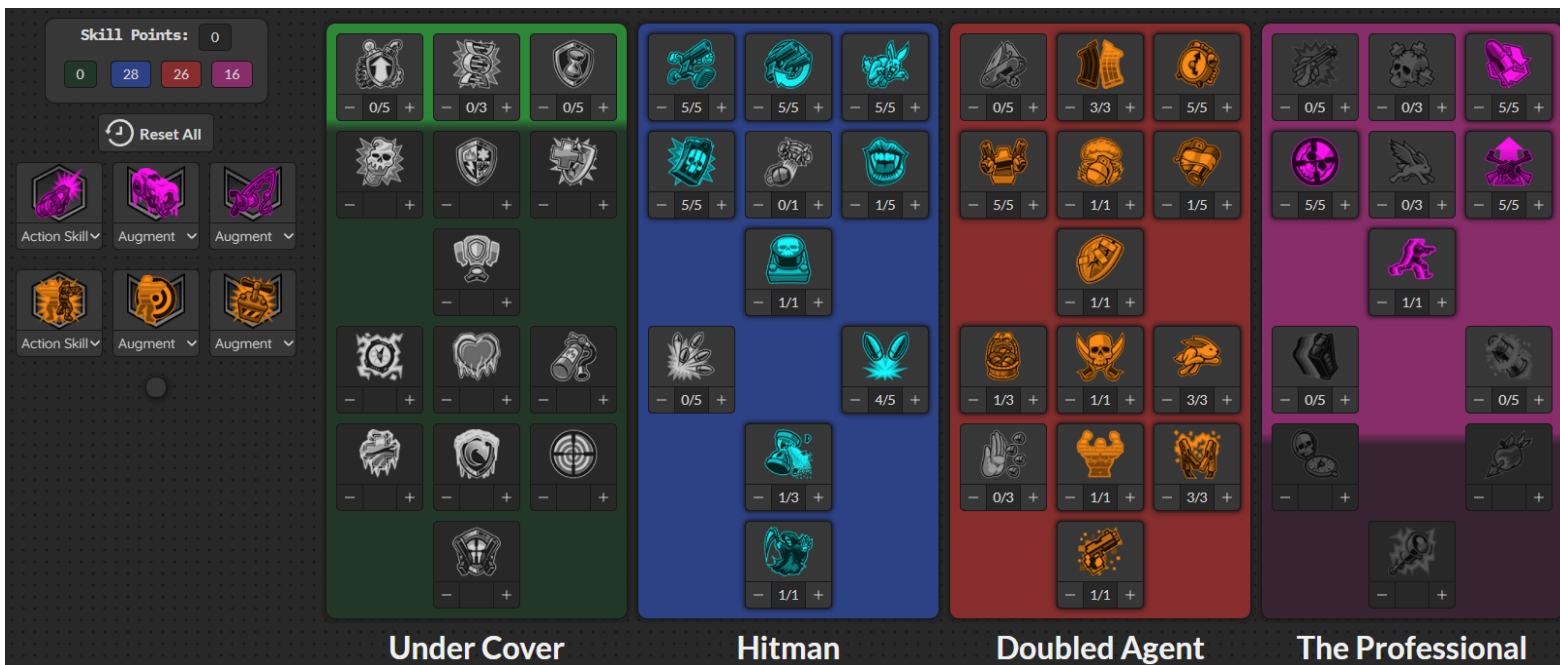 Skill Points: 0
0 28 26 16
Reset All
Action Skill Augment Augment
Action Skill Augment Augment
− 0/5 + − 0/3 + − 0/5 + − 5/5 + − 5/5 + − 5/5 + − 0/5 + − 3/3 + − 5/5 + − 0/5 + − 0/3 + − 5/5 +
− + − + − + − 5/5 + − 0/1 + − 1/5 + − 5/5 + − 1/1 + − 1/5 + − 5/5 + − 0/3 + − 5/5 +
− + − 1/1 + − 1/1 + − 1/1 +
− + − + − + − 0/5 + − 4/5 + − 1/3 + − 1/1 + − 3/3 + − 0/5 + − 0/5 +
− + − + − + − 1/3 + − 0/3 + − 1/1 + − 3/3 + − + − +
− + − 1/1 + − 1/1 + − +
Under Cover Hitman Doubled Agent The Professional